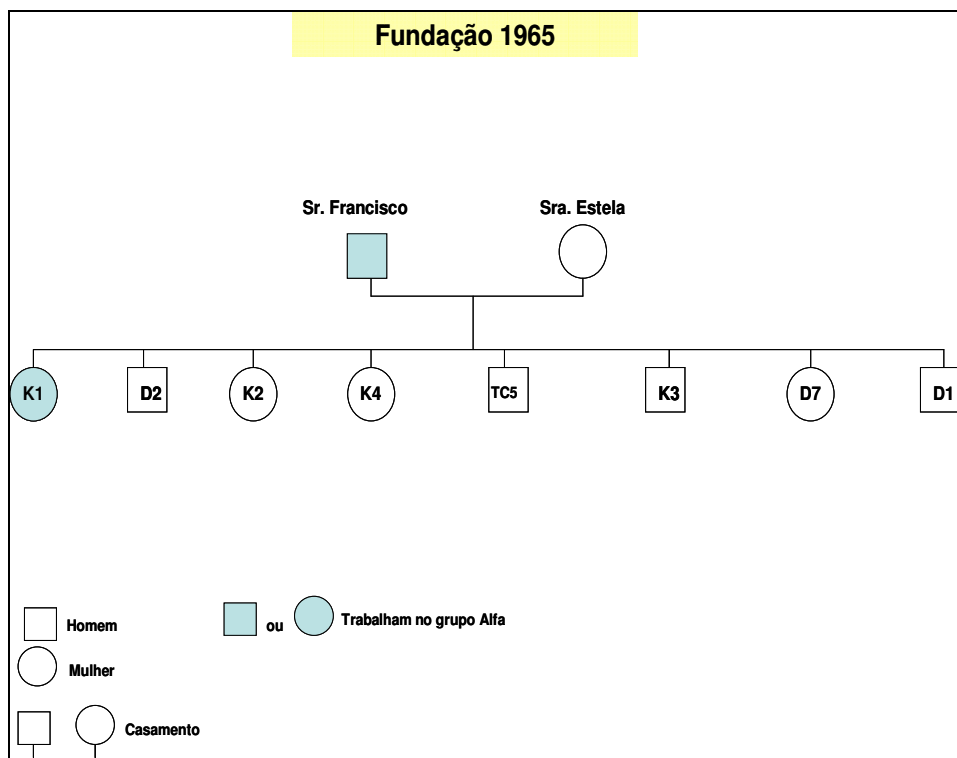 Fundação 1965
Sr. Francisco Sra. Estela
K1 D2 K2 K4 TC5 K3 D7 D1
Homem ou Trabalham no grupo Alfa
Mulher
Casamento